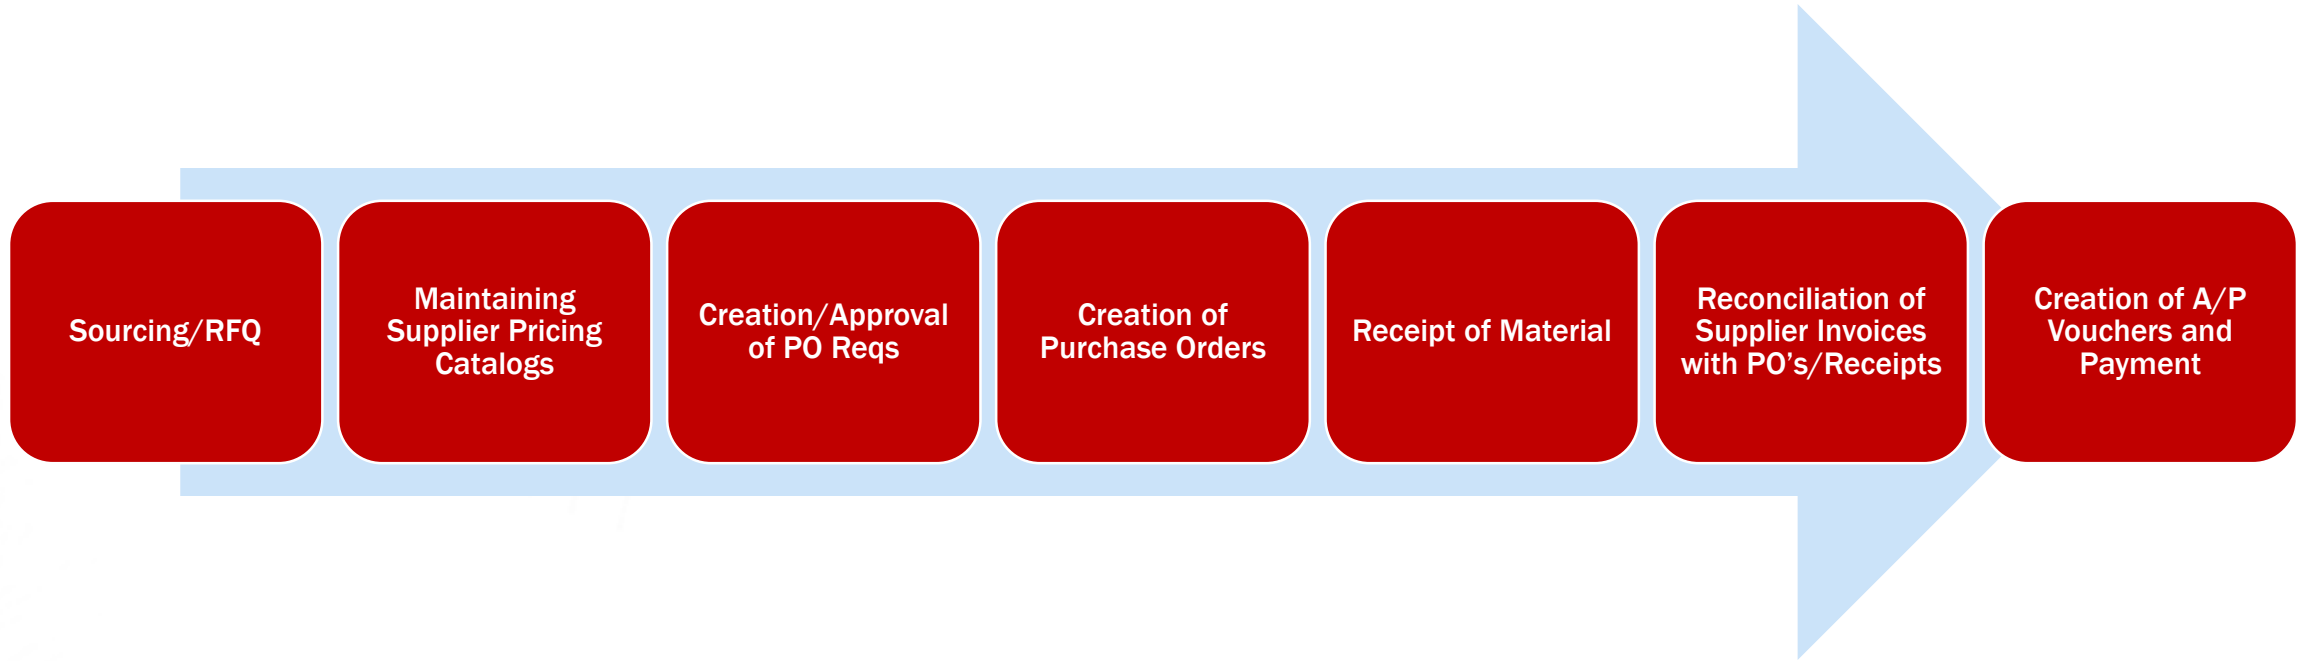 Sourcing/RFQ
Maintaining
Supplier Pricing
Catalogs
Creation/Approval
of PO Reqs
Creation of
Purchase Orders
Receipt of Material
Reconciliation of
Supplier Invoices
with PO’s/Receipts
Creation of A/P
Vouchers and
Payment